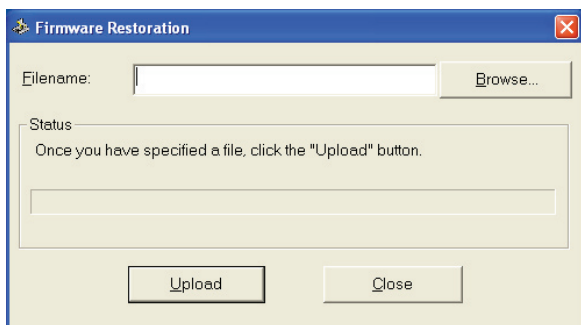 Firmware Restoration
Filename:
Browse...
Status
Once you have specified a file, click the "Upload" button.
Upload
Close